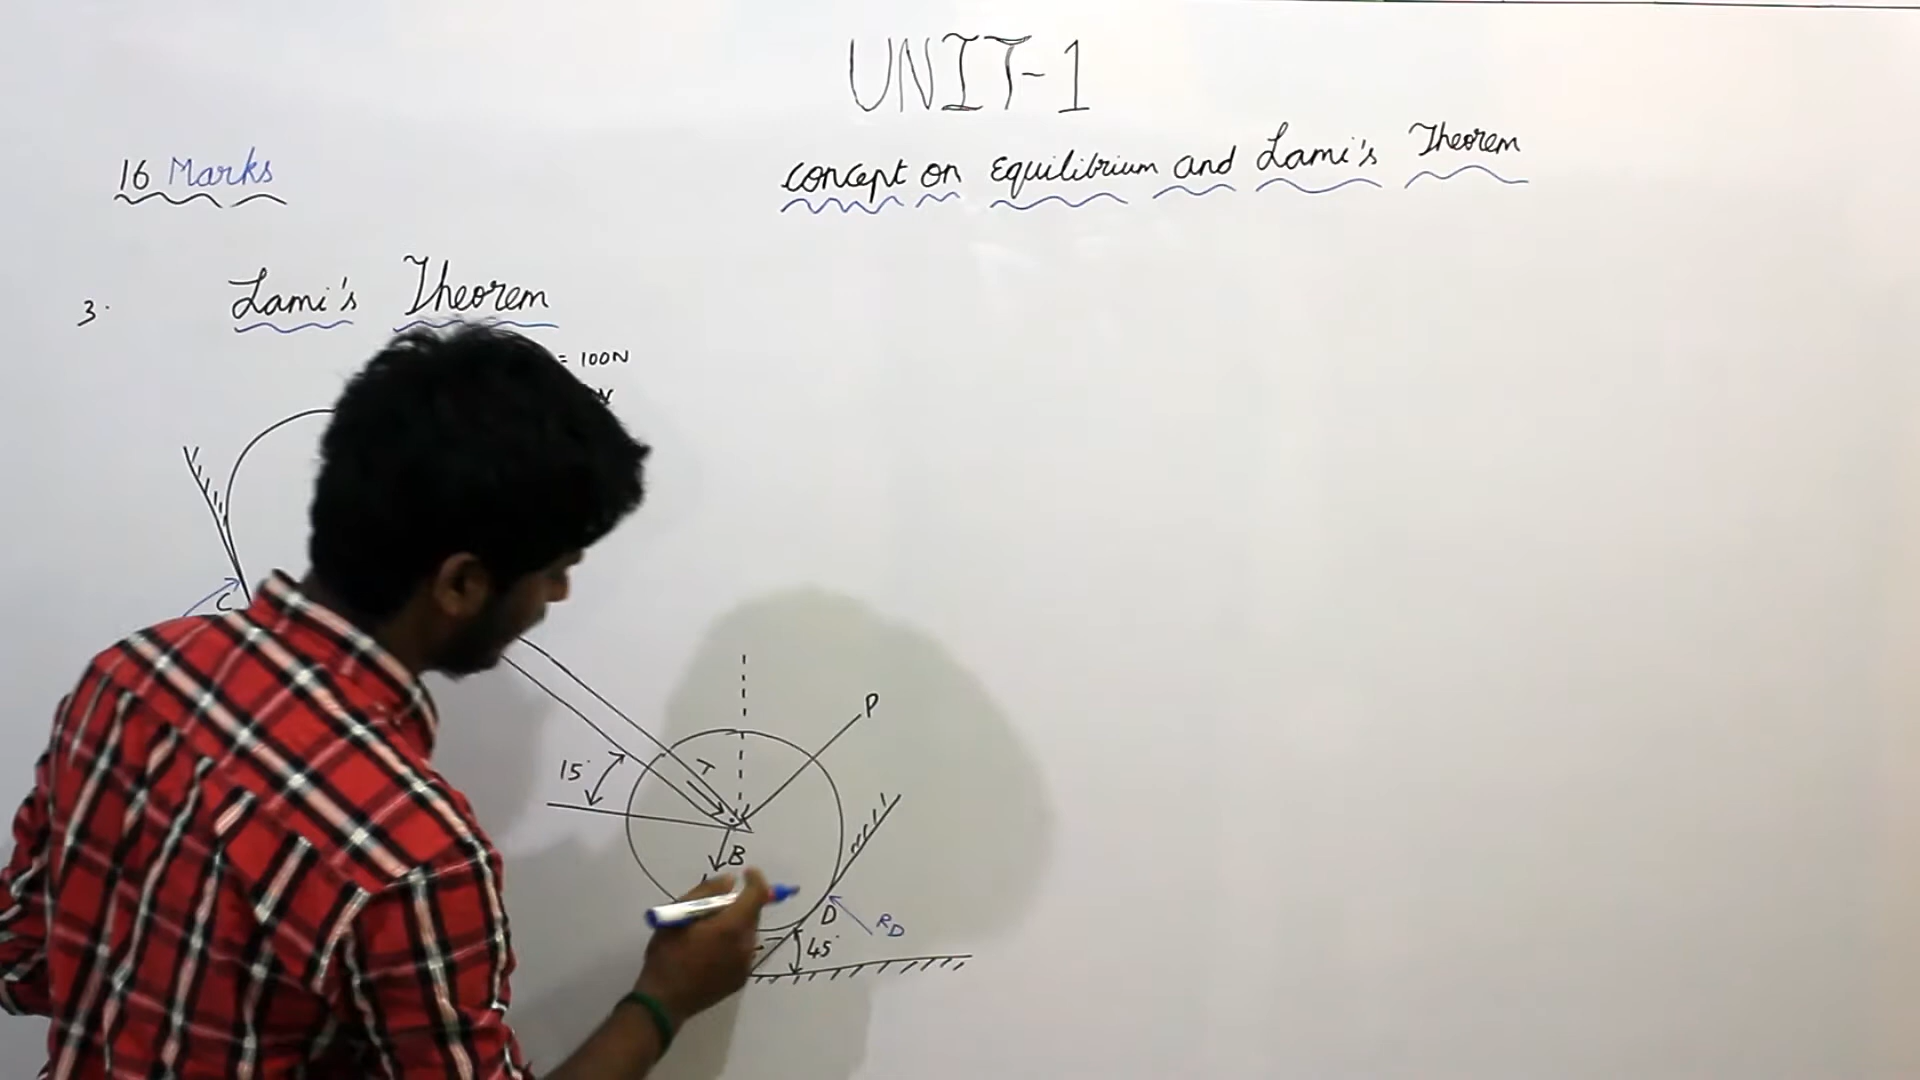 UNIT-1
16 Marks
concept on Equilibrium and Lami's Theorem
3.
Lami's Theorem
= 100N
C
P
15°
T
B
D
RD
45°